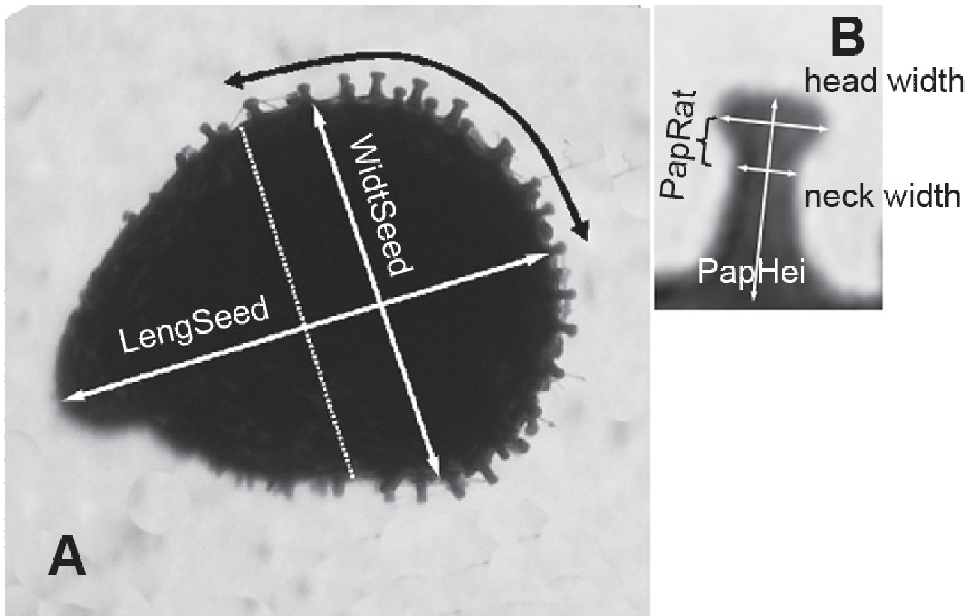 A
LengSeed
WidtSeed
B
head width
PapRat
neck width
PapHei